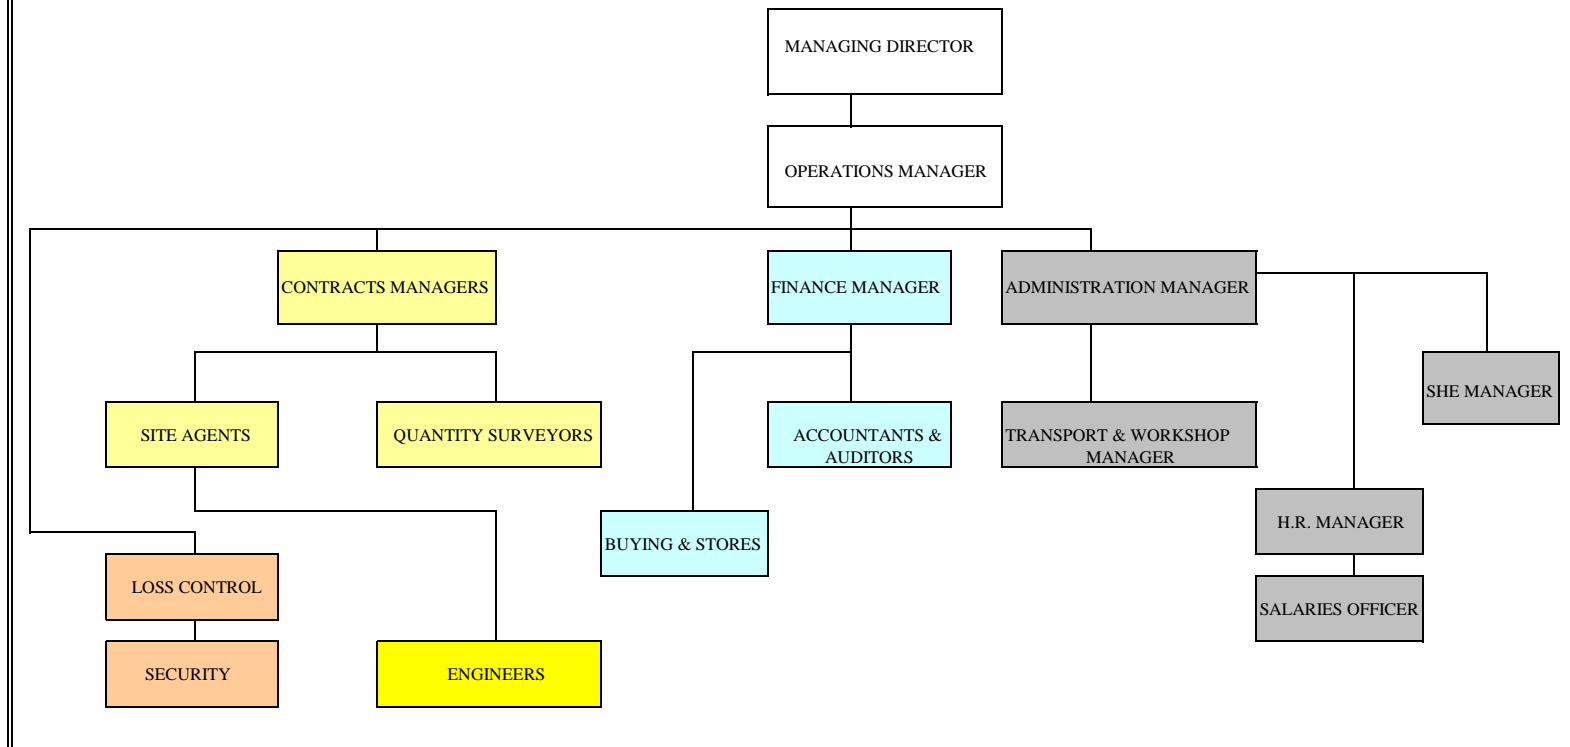 MANAGING DIRECTOR
OPERATIONS MANAGER
CONTRACTS MANAGERS
FINANCE MANAGER
ADMINISTRATION MANAGER
SHE MANAGER
SITE AGENTS
QUANTITY SURVEYORS
ACCOUNTANTS &
AUDITORS
TRANSPORT & WORKSHOP
MANAGER
H.R. MANAGER
BUYING & STORES
LOSS CONTROL
SALARIES OFFICER
SECURITY
ENGINEERS